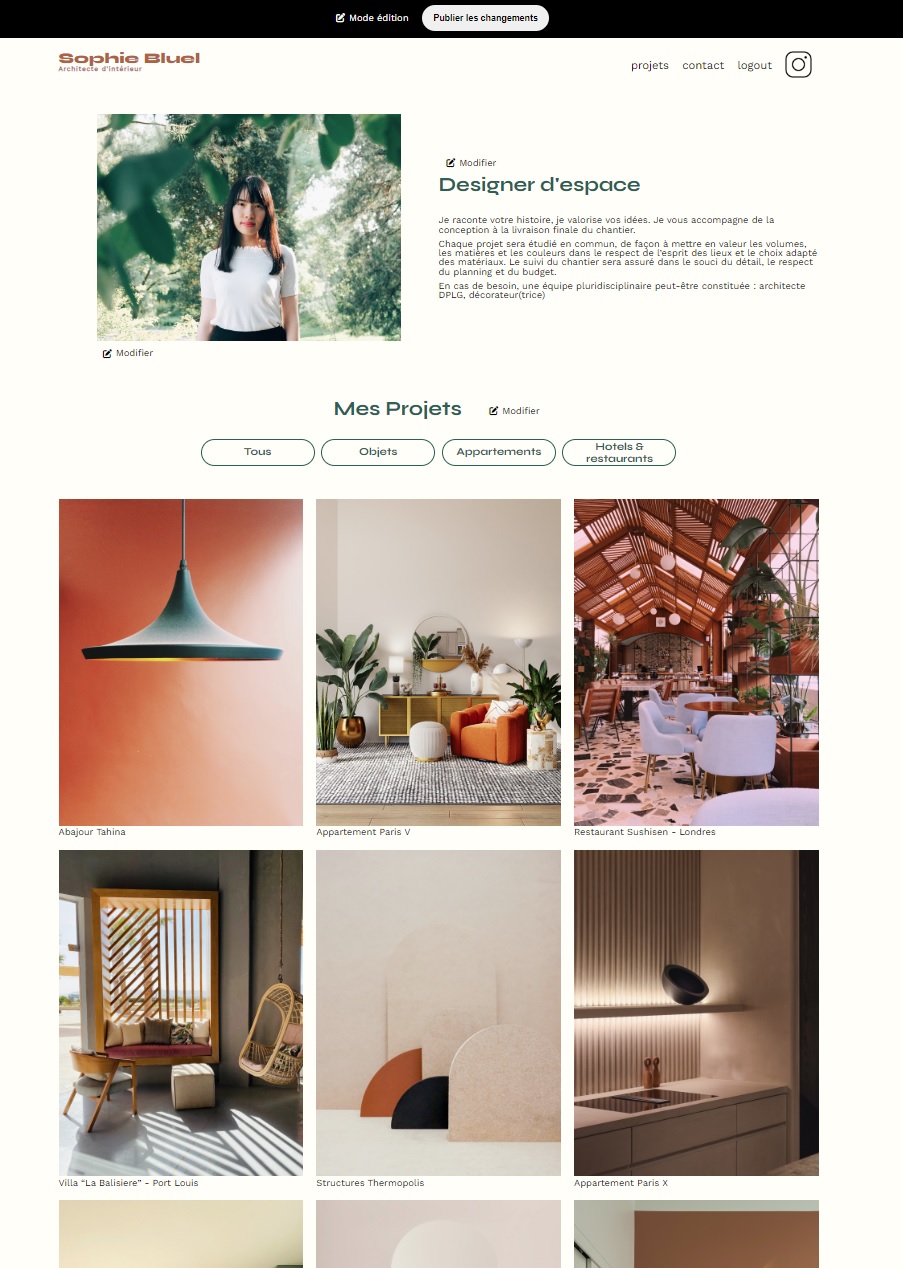 Mode édition
Publier les changements
Sophie Bluel
Architecte d'intérieur
projets
contact
logout
Modifier
Designer d'espace
Je raconte votre histoire, je valorise vos idées. Je vous accompagne de la
conception à la livraison finale du chantier.
Chaque projet sera étudié en commun, de façon à mettre en valeur les volumes,
les matières et les couleurs dans le respect de l'esprit des lieux et le choix adapté
des matériaux. Le suivi du chantier sera assuré dans le souci du détail, le respect
du planning et du budget.
En cas de besoin, une équipe pluridisciplinaire peut-être constituée : architecte
DPLG, décorateur(trice)
Modifier
Mes Projets
Modifier
Tous
Objets
Appartements
Hotels &
restaurants
Abajour Tahina
Appartement Paris V
Restaurant Sushisen - Londres
Villa “La Balisiere” - Port Louis
Structures Thermopolis
Appartement Paris X